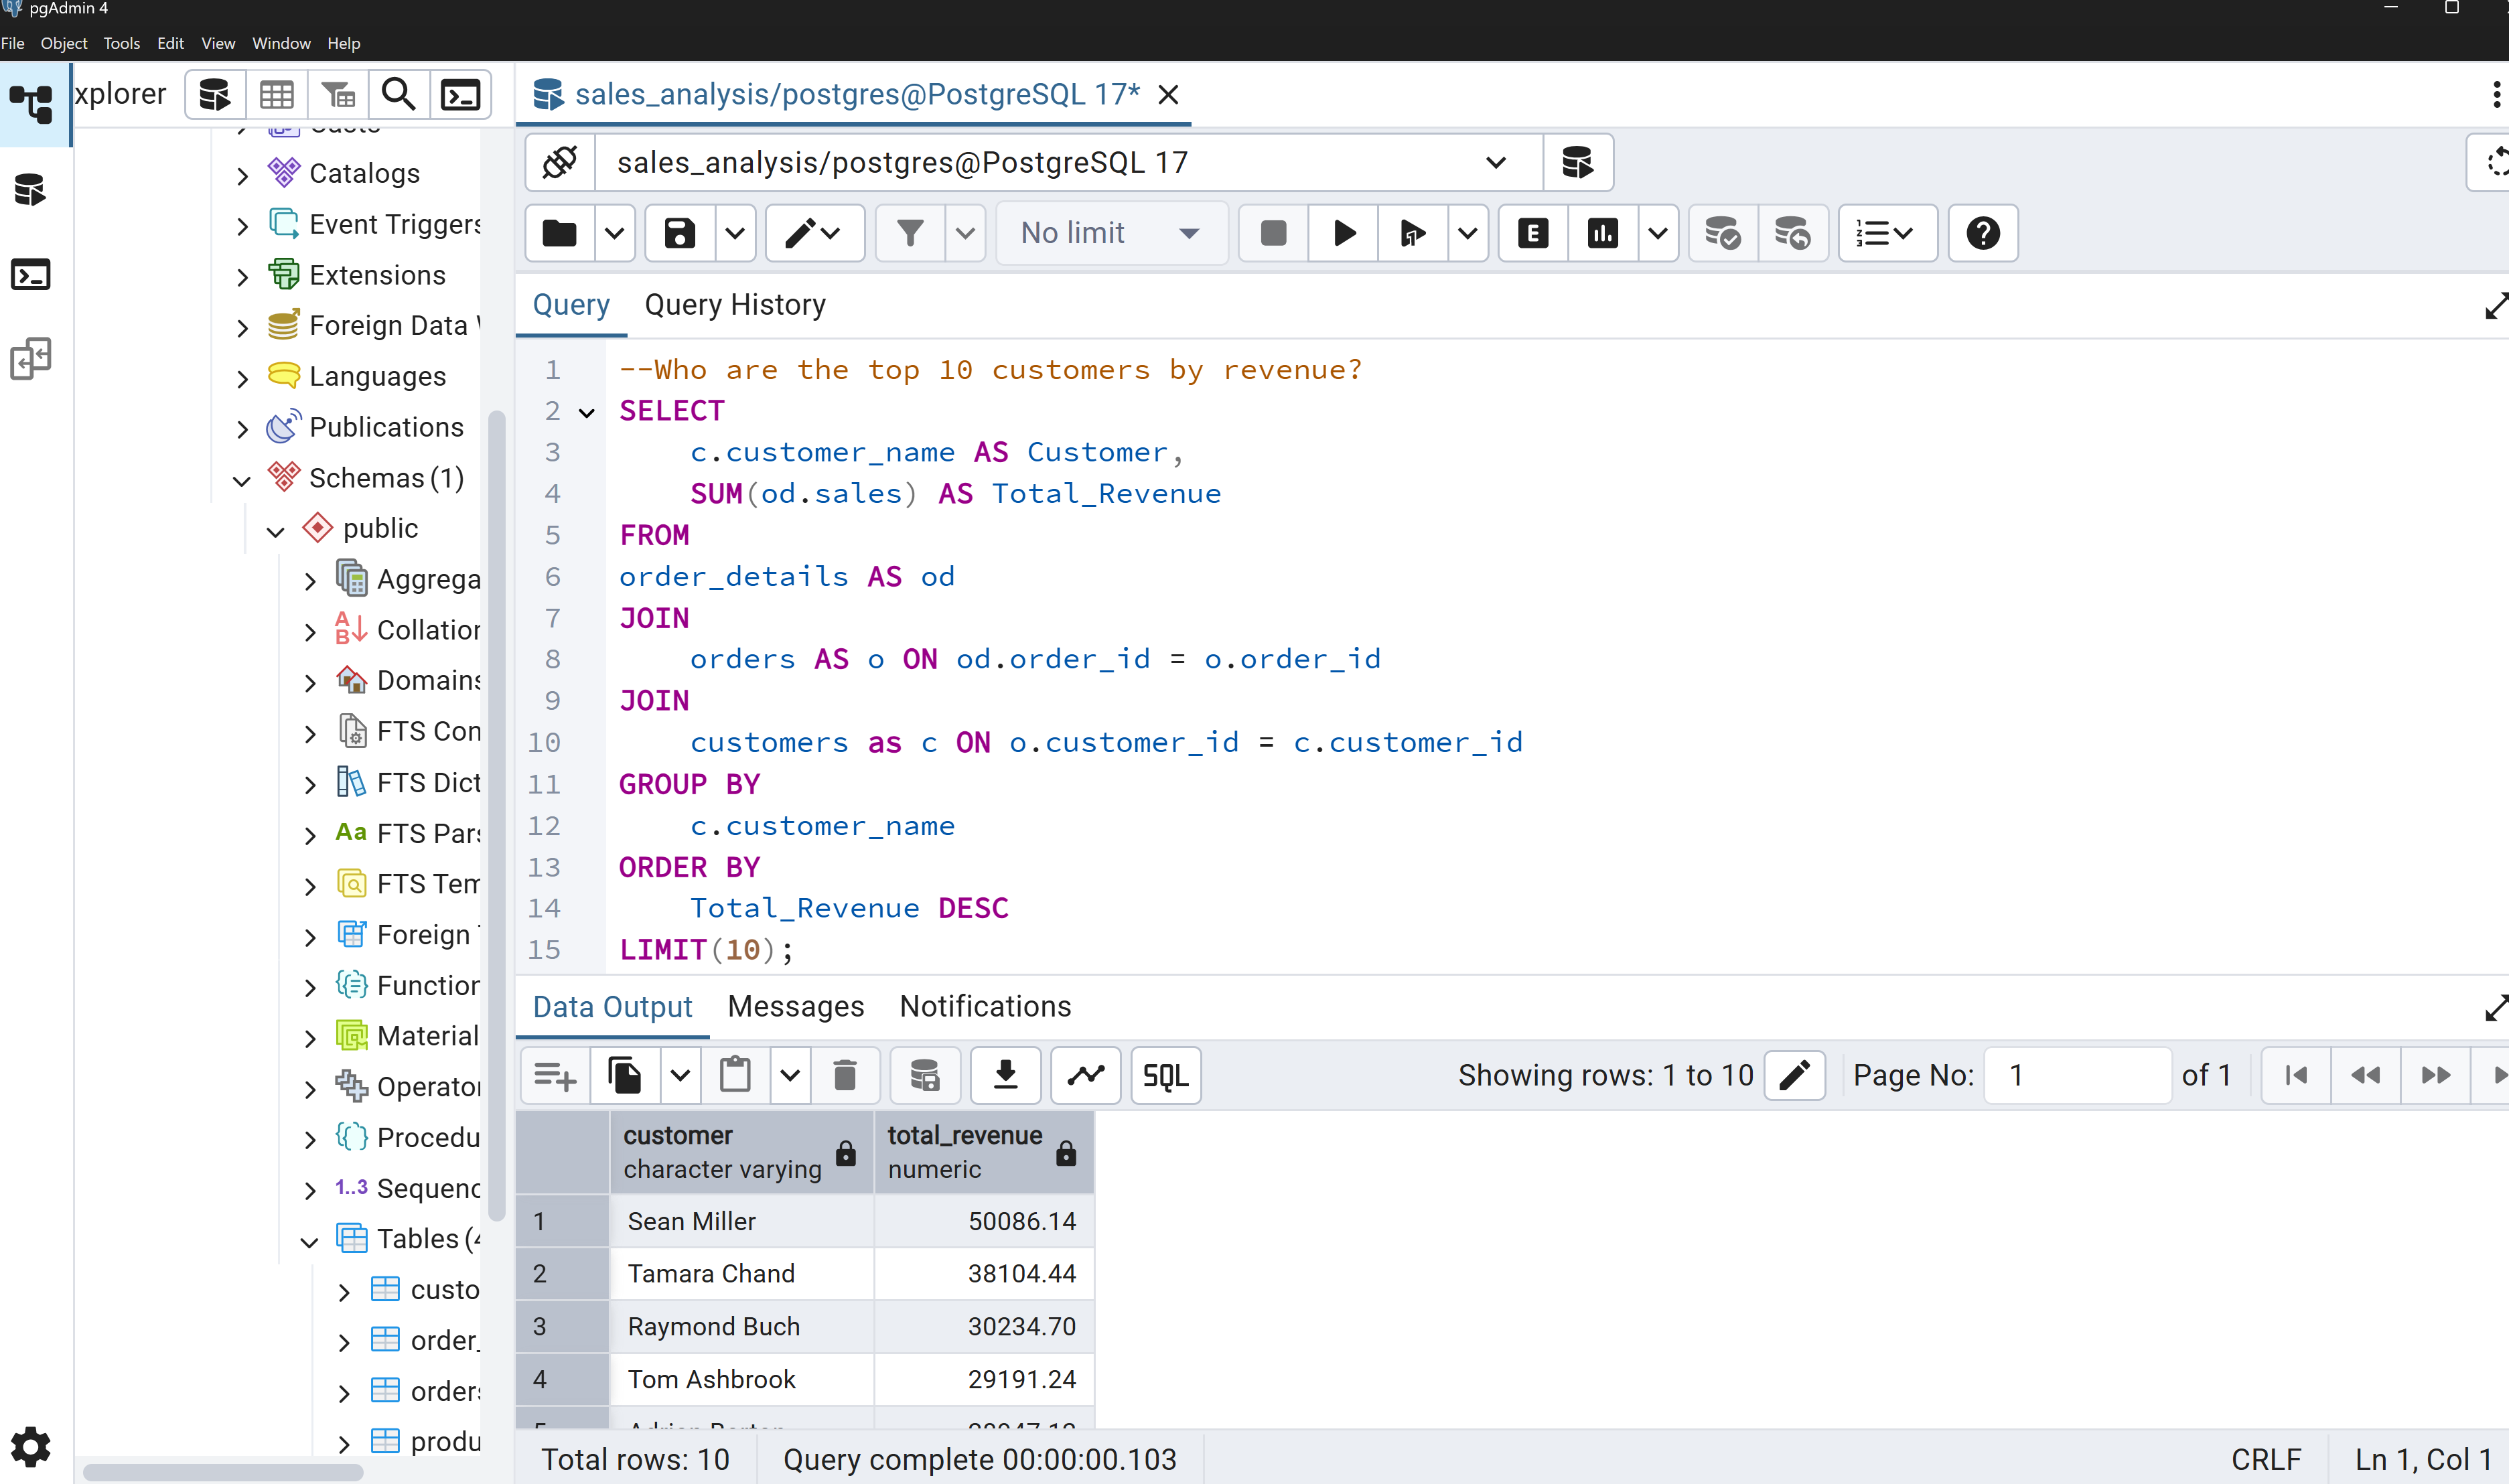 pgAdmin 4
File Object Tools Edit View Window Help
xplorer
Catalogs
Event Triggers
Extensions
Foreign Data
Languages
Publications
Schemas (1)
public
Aggrega
Collation
Domains
FTS Con
FTS Dict
FTS Pars
FTS Tem
Foreign
Function
Material
Operato
Procedu
1..3 Sequenc
Tables (4
custo
order_
orders
produ
sales_analysis/postgres@PostgreSQL 17*
sales_analysis/postgres@PostgreSQL 17
No limit
Query Query History
1 --Who are the top 10 customers by revenue?
2 SELECT
3 c.customer_name AS Customer,
4 SUM(od.sales) AS Total_Revenue
5 FROM
6 order_details AS od
7 JOIN
8 orders AS o ON od.order_id = o.order_id
9 JOIN
10 customers as c ON o.customer_id = c.customer_id
11 GROUP BY
12 c.customer_name
13 ORDER BY
14 Total_Revenue DESC
15 LIMIT(10);
Data Output Messages Notifications
SQL Showing rows: 1 to 10 Page No: 1 of 1
customer total_revenue
character varying numeric
1 Sean Miller 50086.14
2 Tamara Chand 38104.44
3 Raymond Buch 30234.70
4 Tom Ashbrook 29191.24
Total rows: 10 Query complete 00:00:00.103 CRLF Ln 1, Col 1